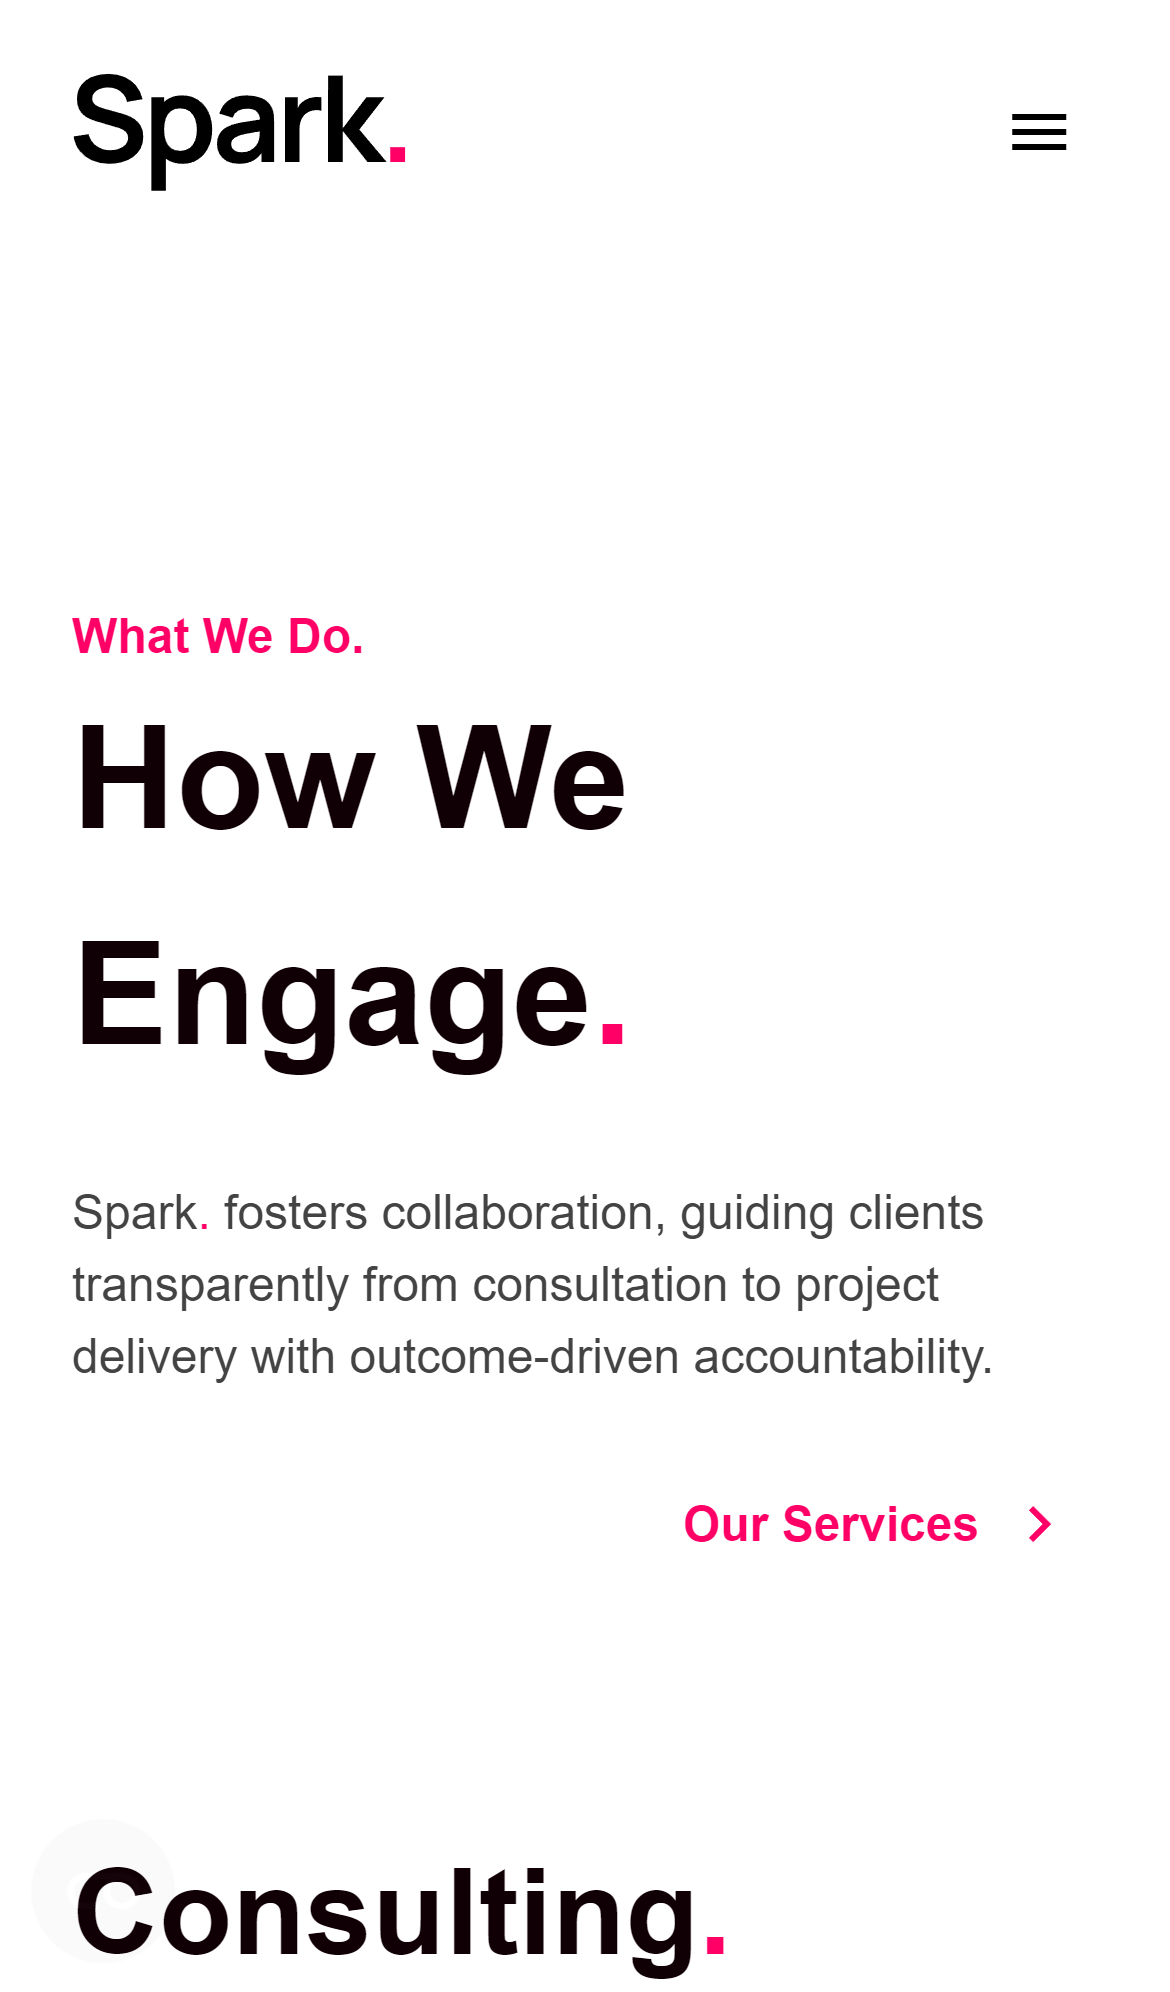 Spark.
What We Do.
How We
Engage.
Spark. fosters collaboration, guiding clients
transparently from consultation to project
delivery with outcome-driven accountability.
Our Services
Consulting.